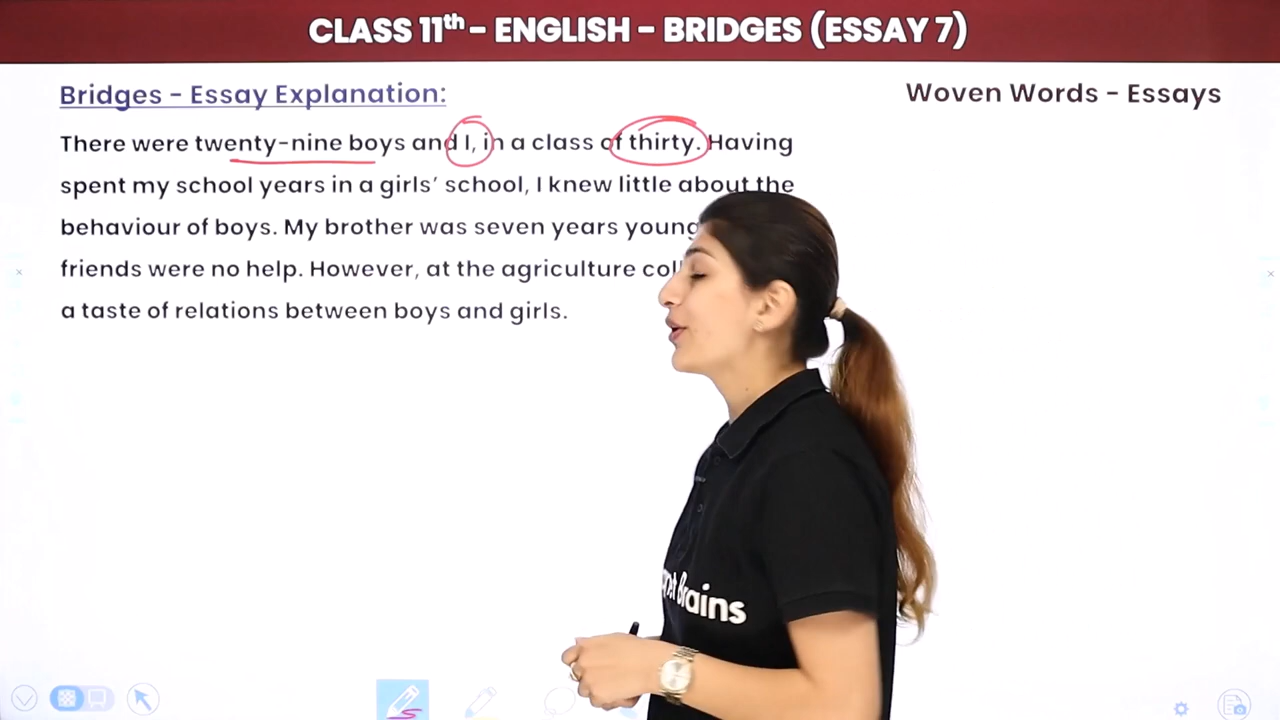 CLASS 11th - ENGLISH - BRIDGES (ESSAY 7)
Bridges - Essay Explanation:
Woven Words - Essays
There were twenty-nine boys and I, in a class of thirty. Having
spent my school years in a girls' school, I knew little about the
behaviour of boys. My brother was seven years
friends were no help. However, at the agriculture
a taste of relations between boys and girls.
Brains